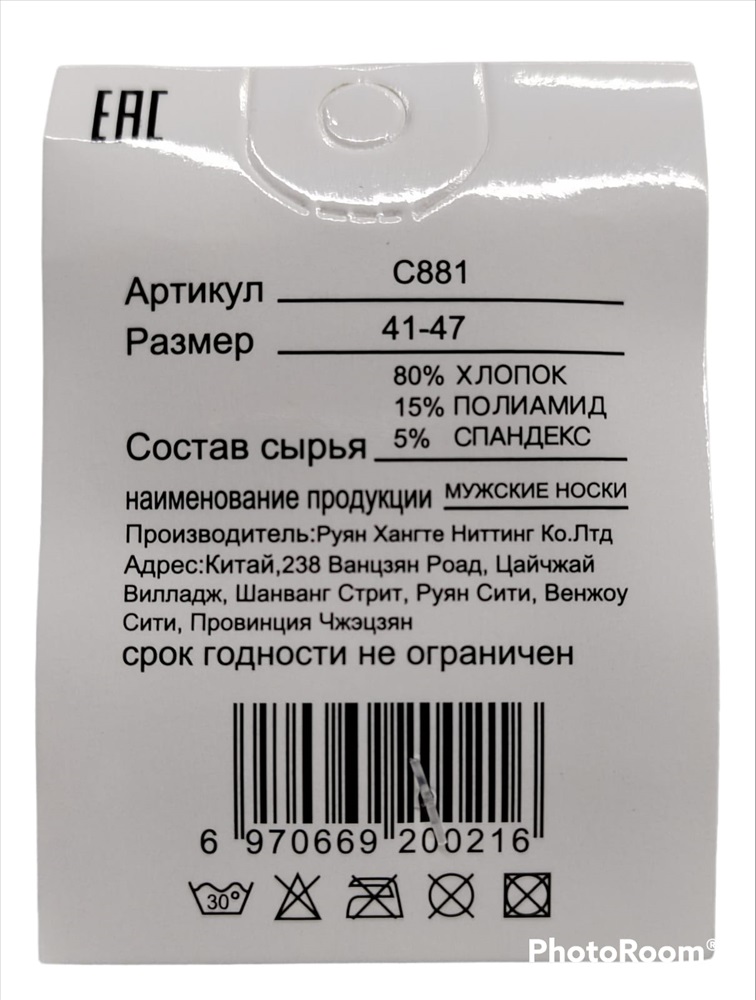 EAC
Артикул C881
Размер 41-47
80% ХЛОПОК
15% ПОЛИАМИД
Состав сырья 5% СПАНДЕКС
наименование продукции МУЖСКИЕ НОСКИ
Производитель:Руян Хангте Ниттинг Ко.Лтд
Адрес:Китай,238 Ванцзян Роад, Цайчжай
Вилладж, Шанванг Стрит, Руян Сити, Венжоу
Сити, Провинция Чжэцзян
срок годности не ограничен
6 970669 200216
30°
PhotoRoom®